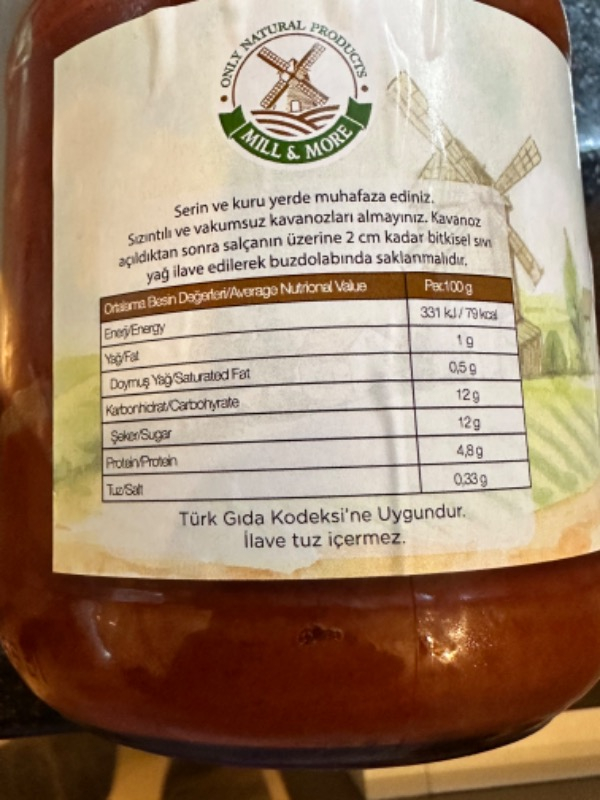 ONLY NATURAL PRODUCTS
MILL & MORE
Serin ve kuru yerde muhafaza ediniz.
Sızıntılı ve vakumsuz kavanozları almayınız. Kavanoz
açıldıktan sonra salçanın üzerine 2 cm kadar bitkisel sıvı
yağ ilave edilerek buzdolabında saklanmalıdır.
Ortalama Besin Değerleri/Average Nutrional Value Per:100 g
Enerji/Energy 331 kJ / 79 kcal
Yağ/Fat 1 g
Doymuş Yağ/Saturated Fat 0,5 g
Karbonhidrat/Carbohyrate 12 g
Şeker/Sugar 12 g
Protein/Protein 4,8 g
Tuz/Salt 0,33 g
Türk Gıda Kodeksi'ne Uygundur.
İlave tuz içermez.